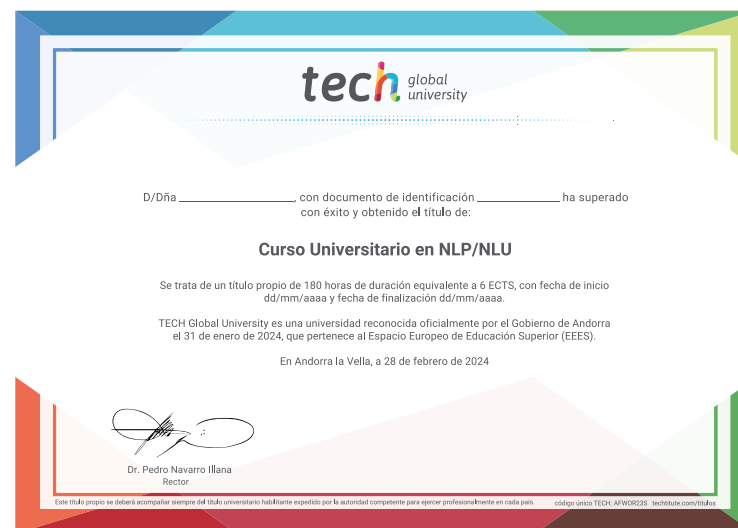 tech global university
D/Dña ____________________, con documento de identificación ______________ ha superado
con éxito y obtenido el título de:
Curso Universitario en NLP/NLU
Se trata de un título propio de 180 horas de duración equivalente a 6 ECTS, con fecha de inicio
dd/mm/aaaa y fecha de finalización dd/mm/aaaa.
TECH Global University es una universidad reconocida oficialmente por el Gobierno de Andorra
el 31 de enero de 2024, que pertenece al Espacio Europeo de Educación Superior (EEES).
En Andorra la Vella, a 28 de febrero de 2024
Dr. Pedro Navarro Illana
Rector
Este título propio se deberá acompañar siempre del título universitario habilitante expedido por la autoridad competente para ejercer profesionalmente en cada país. código único TECH: AFWOR23S techtitute.com/titulos